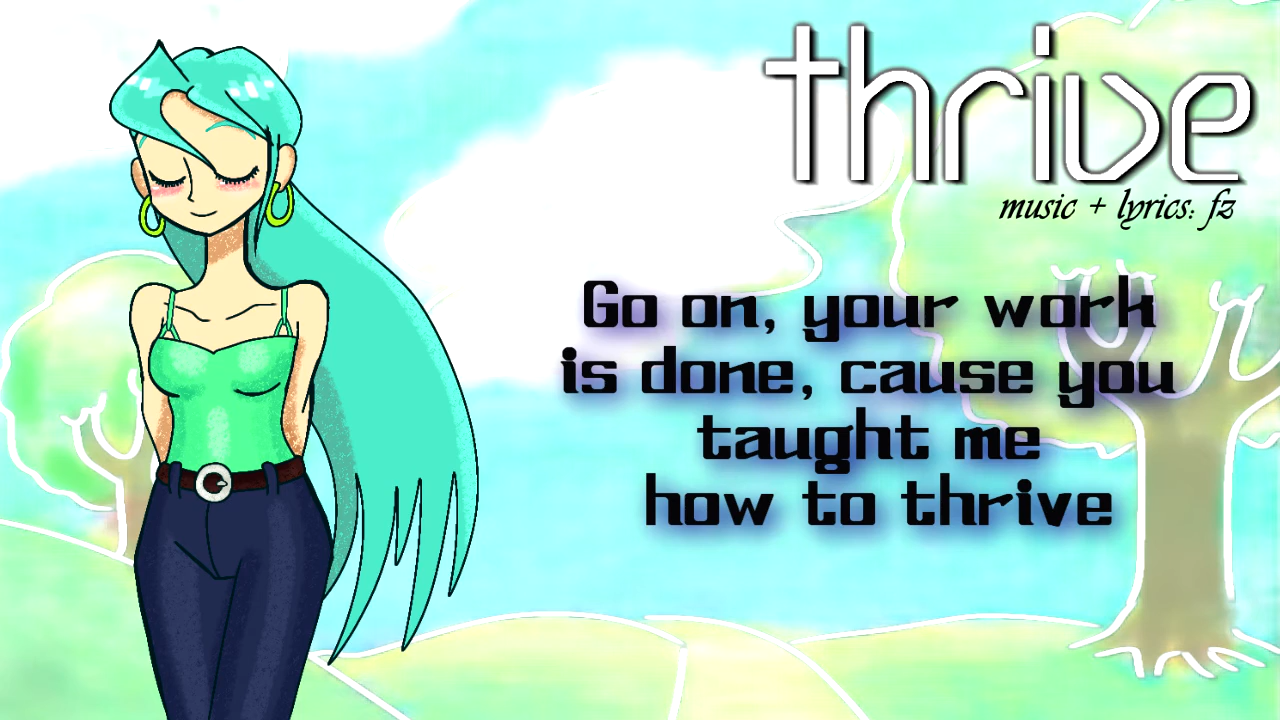 thrive
music + lyrics: fz
Go on, your work
is done, cause you
taught me
how to thrive